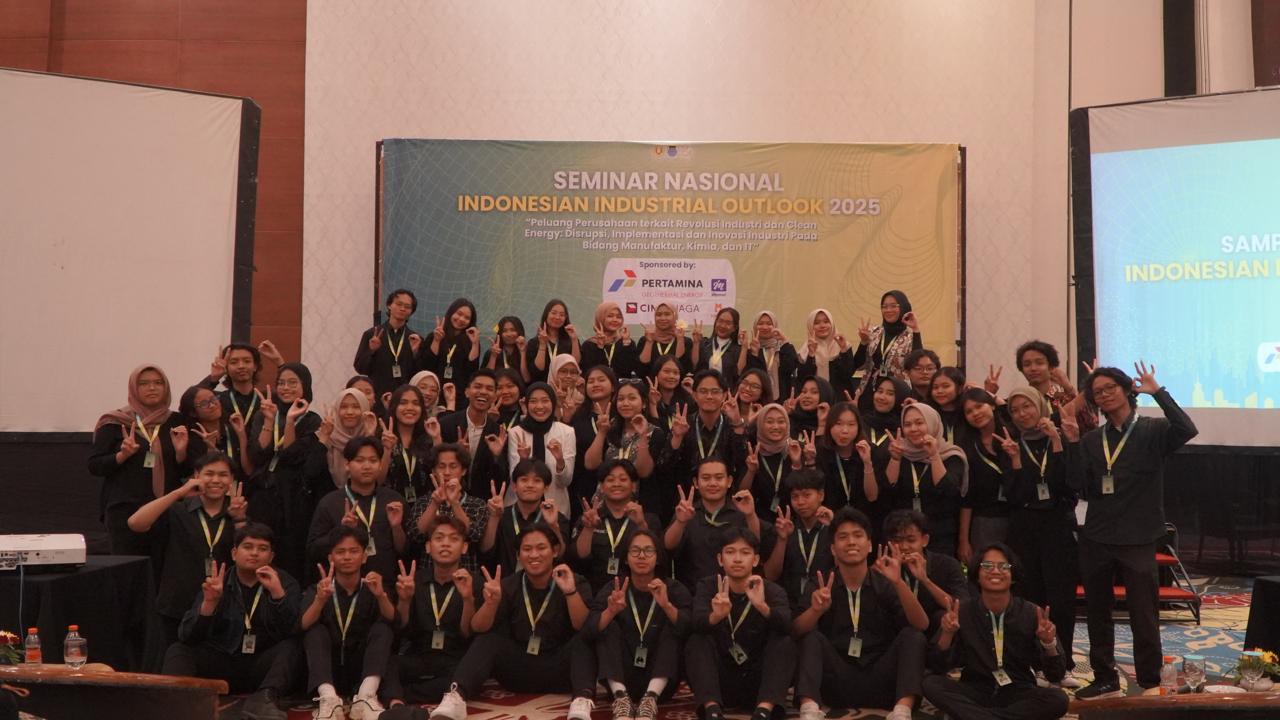 SEMINAR NASIONAL
INDONESIAN INDUSTRIAL OUTLOOK 2025
“Peluang Perusahaan terkait Revolusi Industri dan Clean
Energy: Disrupsi, Implementasi dan Inovasi Industri Pada
Bidang Manufaktur, Kimia, dan IT”
Sponsored by:
PERTAMINA
GEOTHERMAL ENERGY
SAMP
INDONESIAN